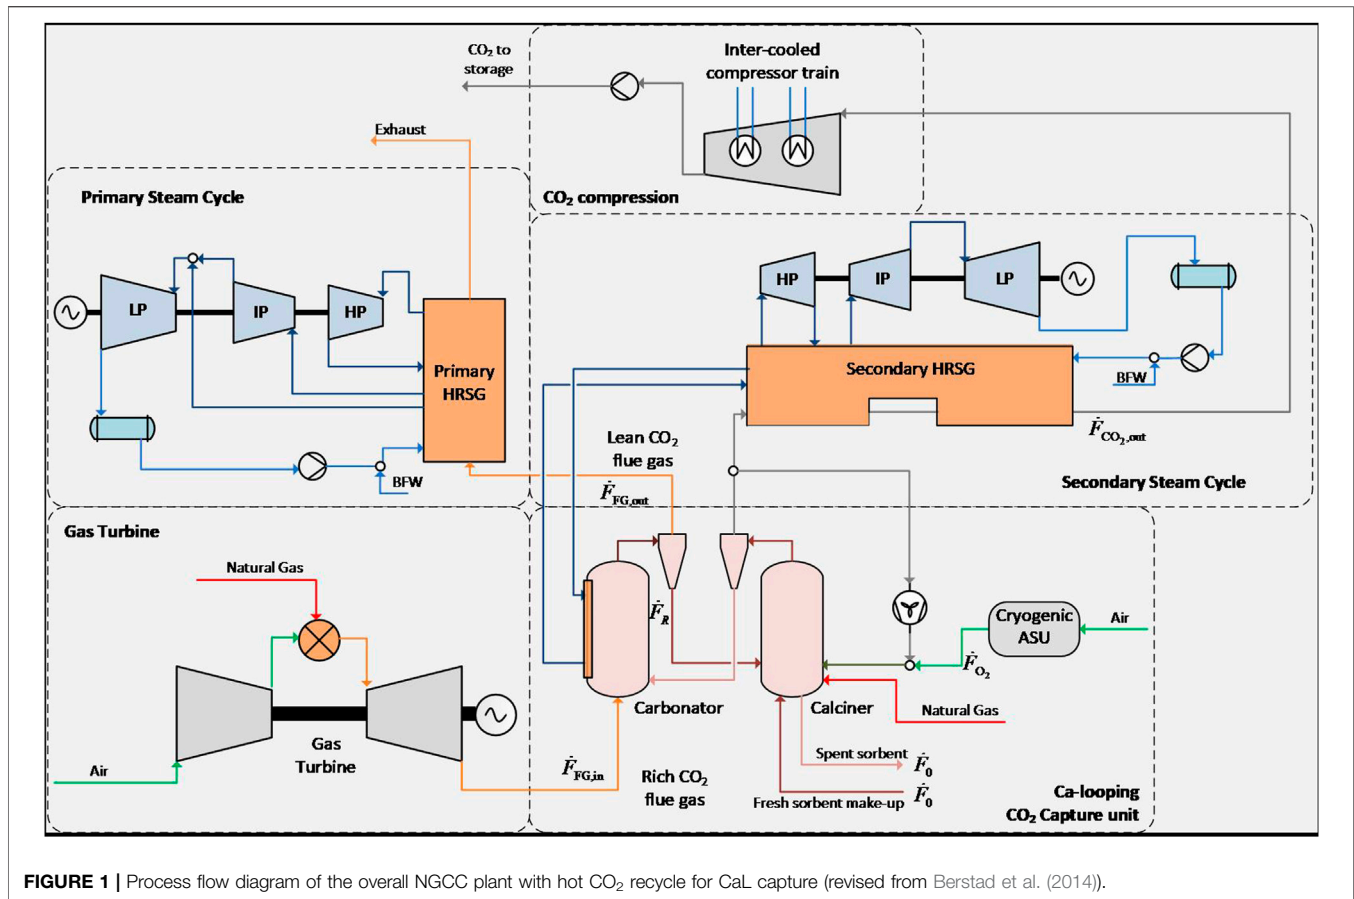 CO₂ to
storage
Inter-cooled
compressor train
Exhaust
Primary Steam Cycle
CO₂ compression
LP
IP
HP
Primary
HRSG
BFW
HP
IP
LP
Secondary HRSG
BFW
Ḟ_CO₂,out
Secondary Steam Cycle
Lean CO₂
flue gas
Ḟ_FG,out
Gas Turbine
Natural Gas
Gas
Turbine
Air
Ḟ_FG,in
Rich CO₂
flue gas
Ḟ_R
Carbonator
Calciner
Cryogenic
ASU
Air
Ḟ_O₂
Natural Gas
Spent sorbent
Ḟ₀
Fresh sorbent make-up
Ḟ₀
Ca-looping
CO₂ Capture unit
FIGURE 1 | Process flow diagram of the overall NGCC plant with hot CO₂ recycle for CaL capture (revised from Berstad et al. (2014)).